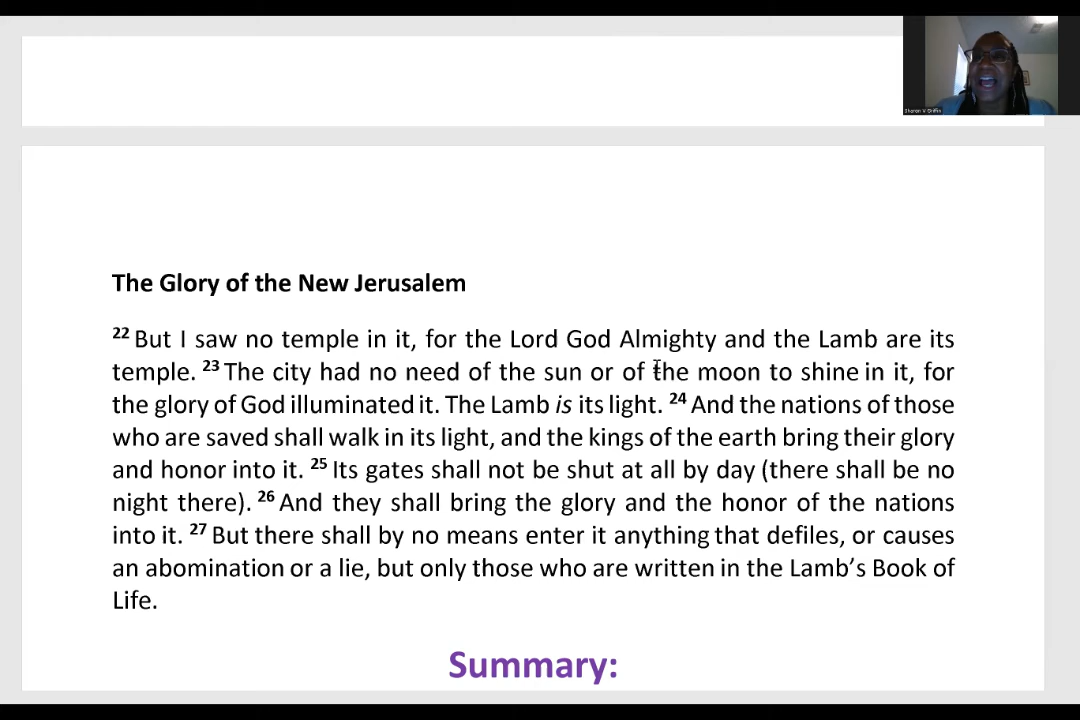 Sharon V Griffin
The Glory of the New Jerusalem
22 But I saw no temple in it, for the Lord God Almighty and the Lamb are its
temple. 23 The city had no need of the sun or of the moon to shine in it, for
the glory of God illuminated it. The Lamb is its light. 24 And the nations of those
who are saved shall walk in its light, and the kings of the earth bring their glory
and honor into it. 25 Its gates shall not be shut at all by day (there shall be no
night there). 26 And they shall bring the glory and the honor of the nations
into it. 27 But there shall by no means enter it anything that defiles, or causes
an abomination or a lie, but only those who are written in the Lamb’s Book of
Life.
Summary: